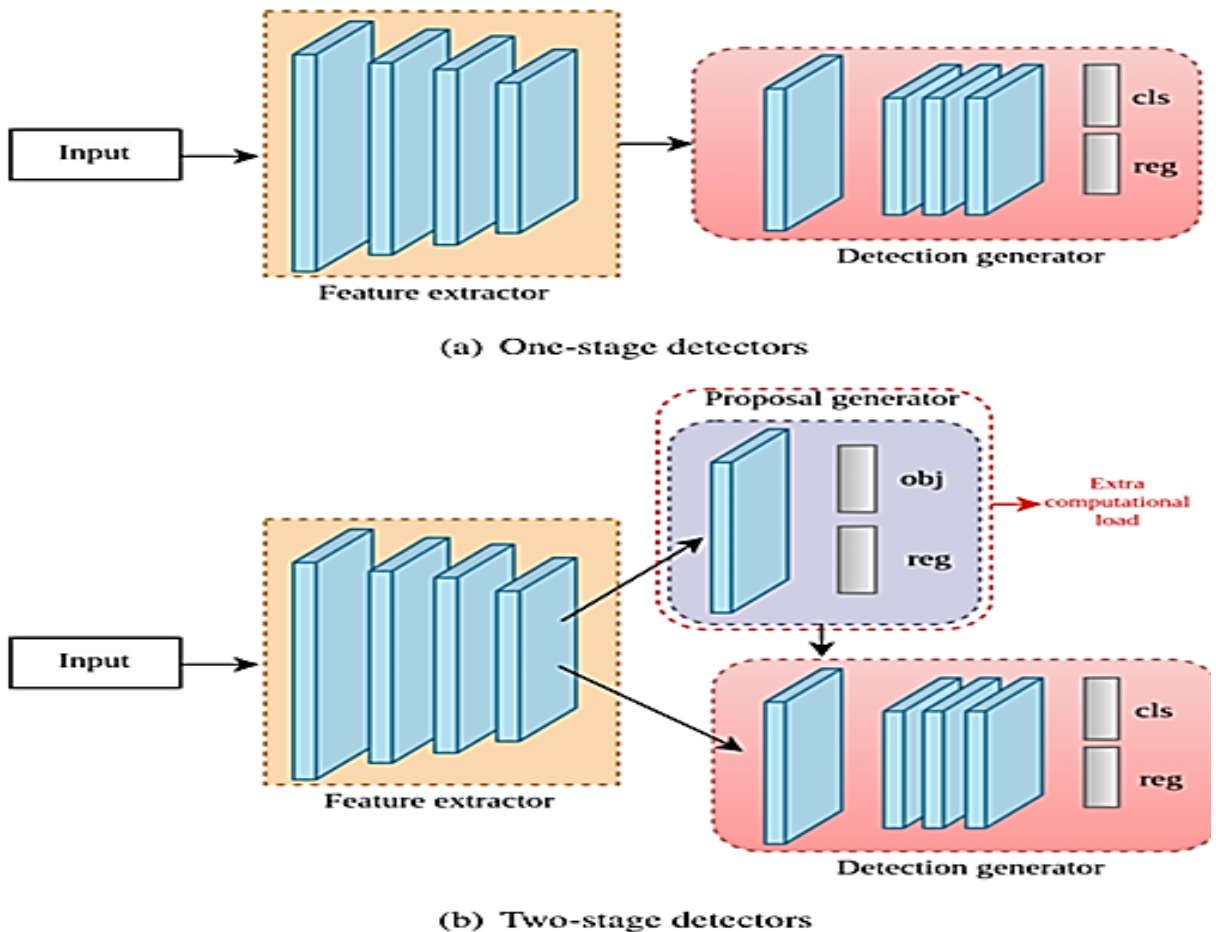 Input
cls
reg
Detection generator
Feature extractor
(a) One-stage detectors
Proposal generator
obj
reg
Extra
computational
load
Input
cls
reg
Feature extractor
Detection generator
(b) Two-stage detectors